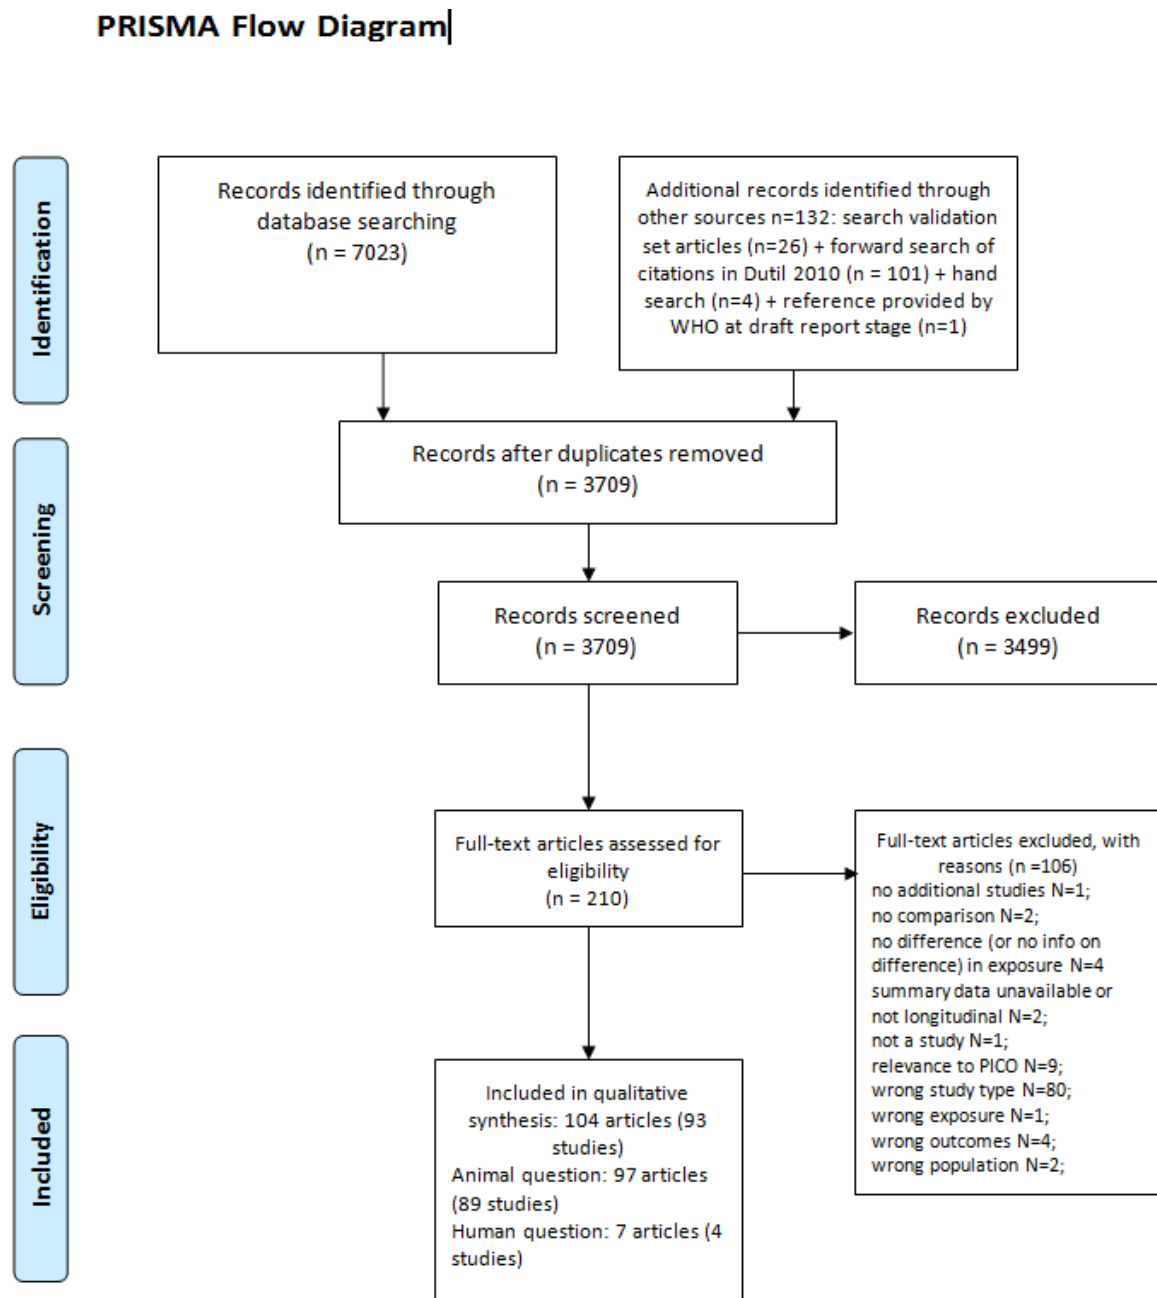 PRISMA Flow Diagram
Identification
Records identified through
database searching
(n = 7023)
Additional records identified through
other sources n=132: search validation
set articles (n=26) + forward search of
citations in Dutil 2010 (n = 101) + hand
search (n=4) + reference provided by
WHO at draft report stage (n=1)
Screening
Records after duplicates removed
(n = 3709)
Records screened
(n = 3709)
Records excluded
(n = 3499)
Eligibility
Full-text articles assessed for
eligibility
(n = 210)
Full-text articles excluded, with
reasons (n =106)
no additional studies N=1;
no comparison N=2;
no difference (or no info on
difference) in exposure N=4
summary data unavailable or
not longitudinal N=2;
not a study N=1;
relevance to PICO N=9;
wrong study type N=80;
wrong exposure N=1;
wrong outcomes N=4;
wrong population N=2;
Included
Included in qualitative
synthesis: 104 articles (93
studies)
Animal question: 97 articles
(89 studies)
Human question: 7 articles (4
studies)